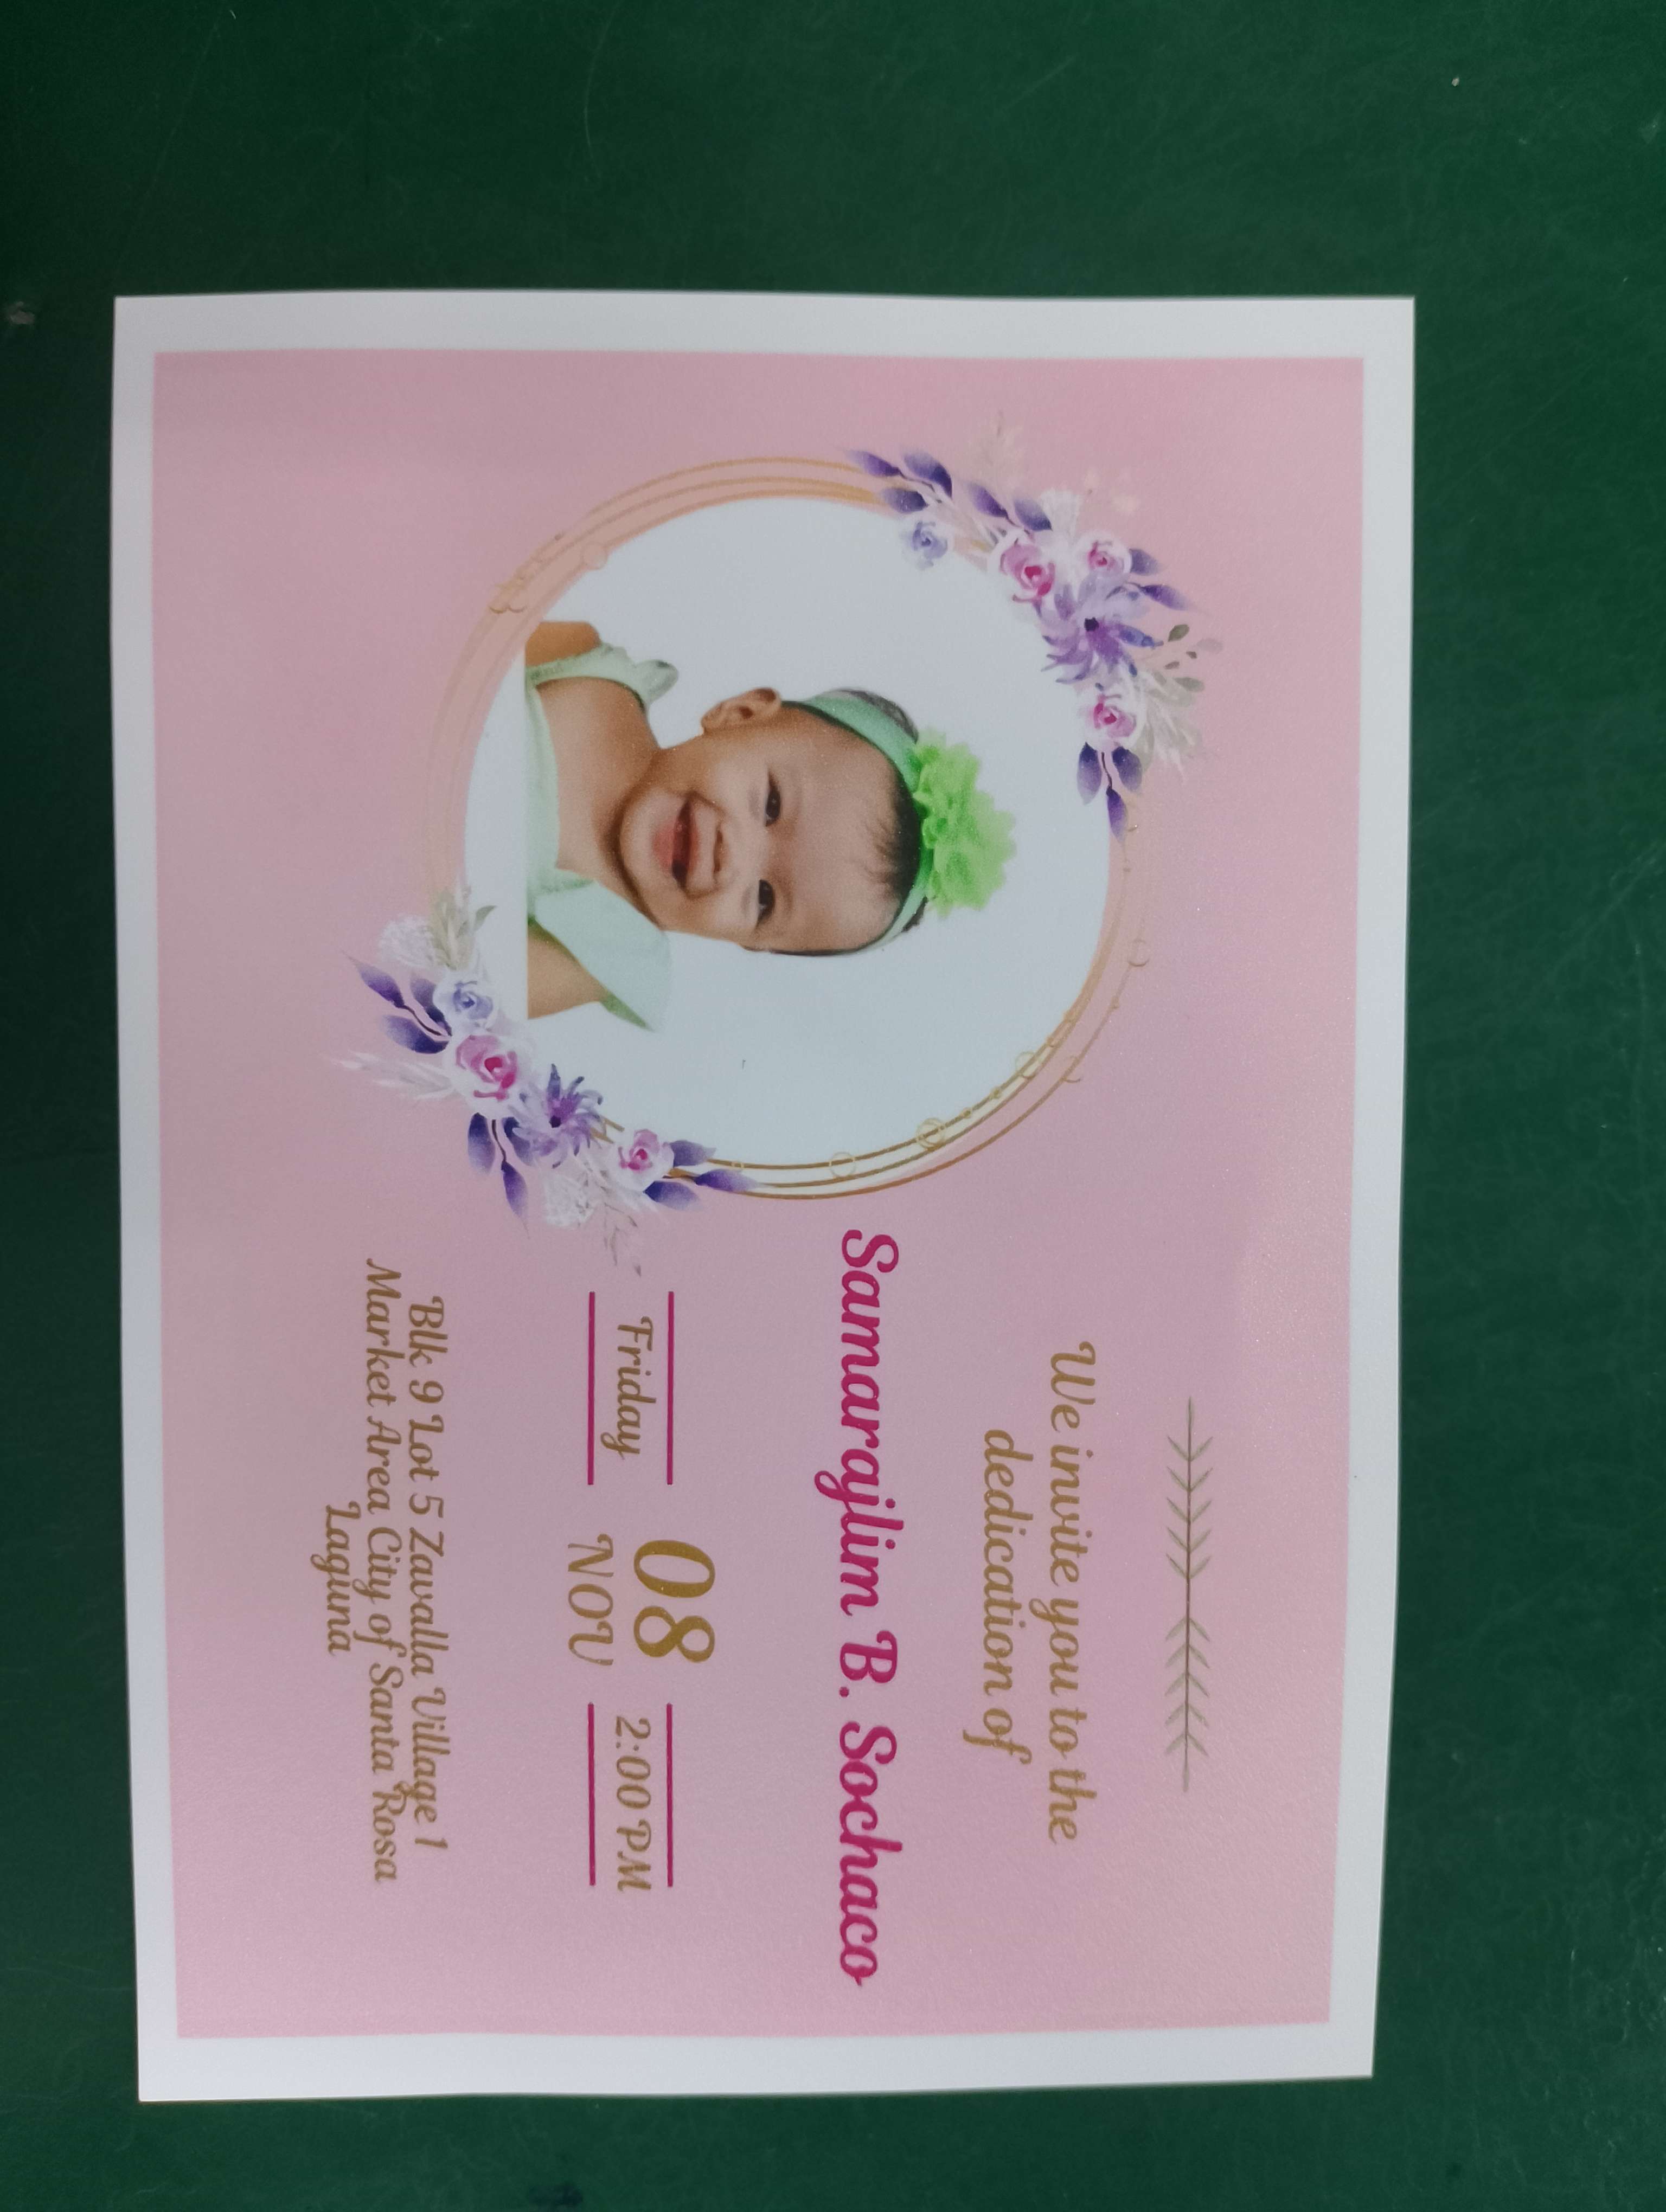 We invite you to the
dedication of
Samarajlim B. Sochaco
Friday
08
NOV
2:00 PM
Blk 9 Lot 5 Zavalla Village 1
Market Area City of Santa Rosa
Laguna